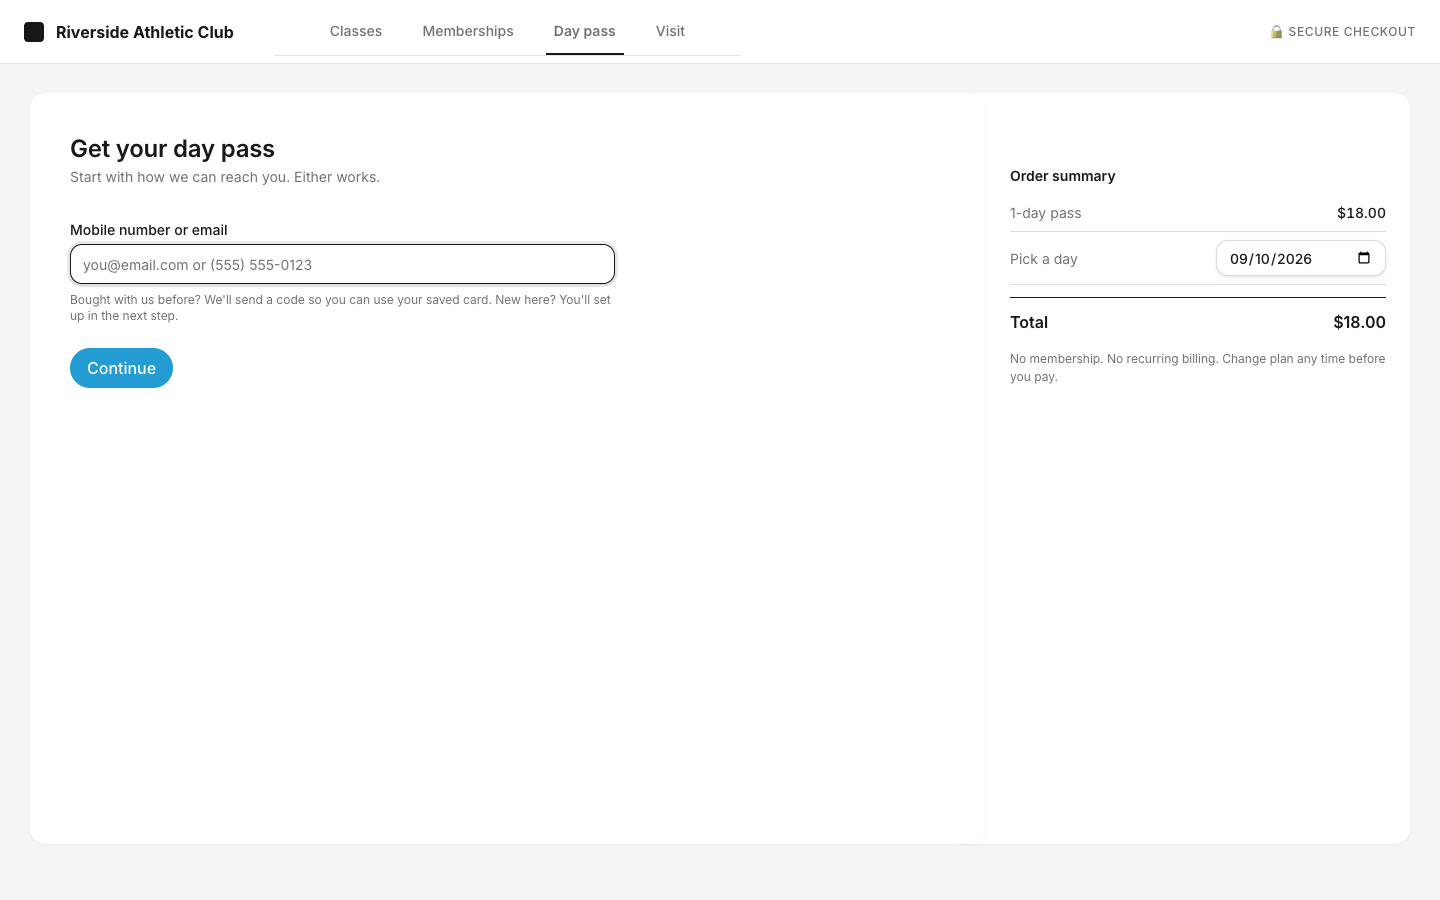 Riverside Athletic Club
Classes
Memberships
Day pass
Visit
🔒 SECURE CHECKOUT
Get your day pass
Start with how we can reach you. Either works.
Mobile number or email
you@email.com or (555) 555-0123
Bought with us before? We'll send a code so you can use your saved card. New here? You'll set
up in the next step.
Continue
Order summary
1-day pass $18.00
Pick a day 09/10/2026
Total $18.00
No membership. No recurring billing. Change plan any time before
you pay.